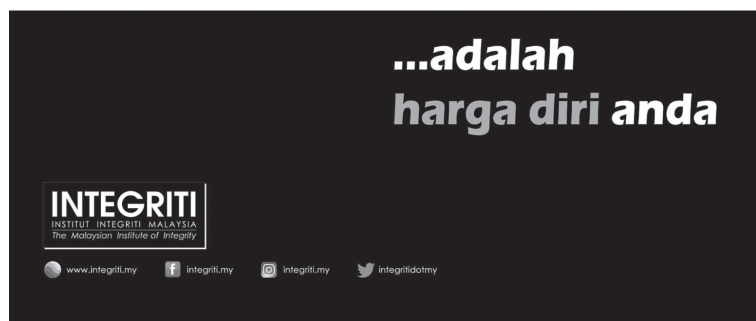 ...adalah
harga diri anda
INTEGRITI
INSTITUT INTEGRITI MALAYSIA
The Malaysian Institute of Integrity
www.integriti.my integriti.my integriti.my integritidotmy